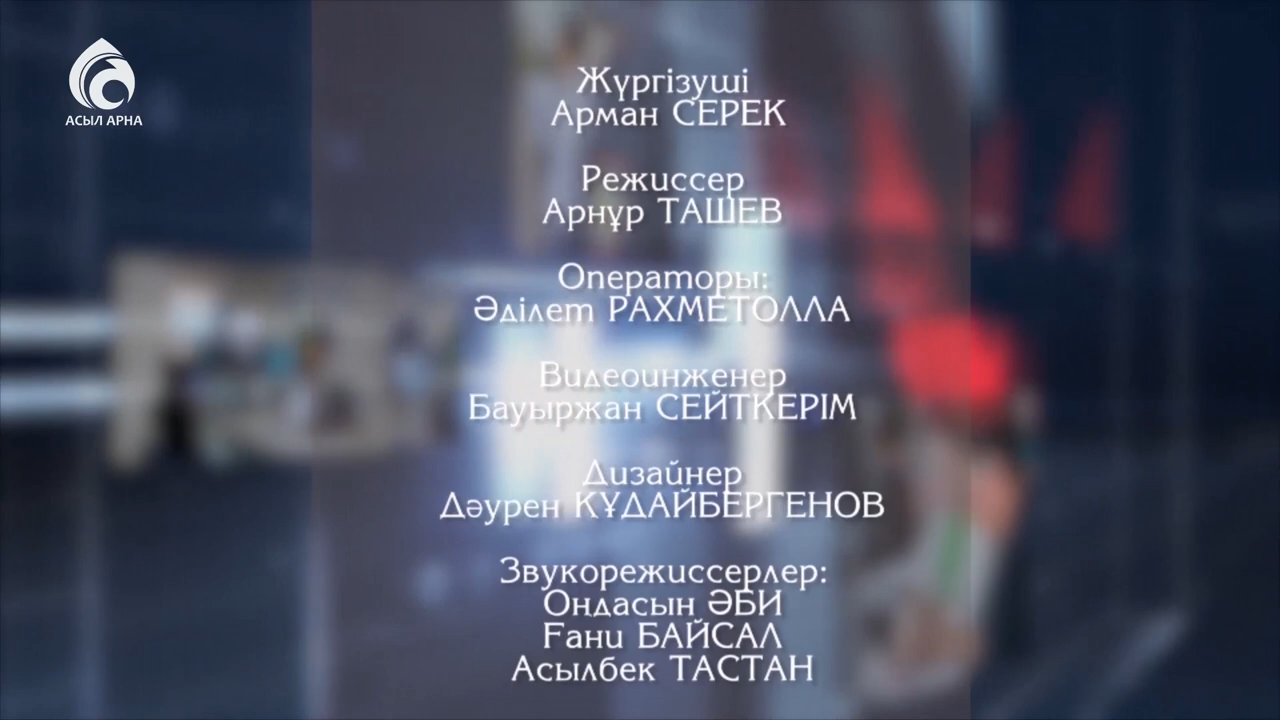 АСЫЛ АРНА
Жүргізуші
Арман СЕРЕК
Режиссер
Арнұр ТАШЕВ
Операторы:
Әділет РАХМЕТОЛЛА
Видеоинженер
Бауыржан СЕЙТКЕРІМ
Дизайнер
Дәурен КҰДАЙБЕРГЕНОВ
Звукорежиссерлер:
Ондасын ӘБИ
Ғани БАЙСАЛ
Асылбек ТАСТАН